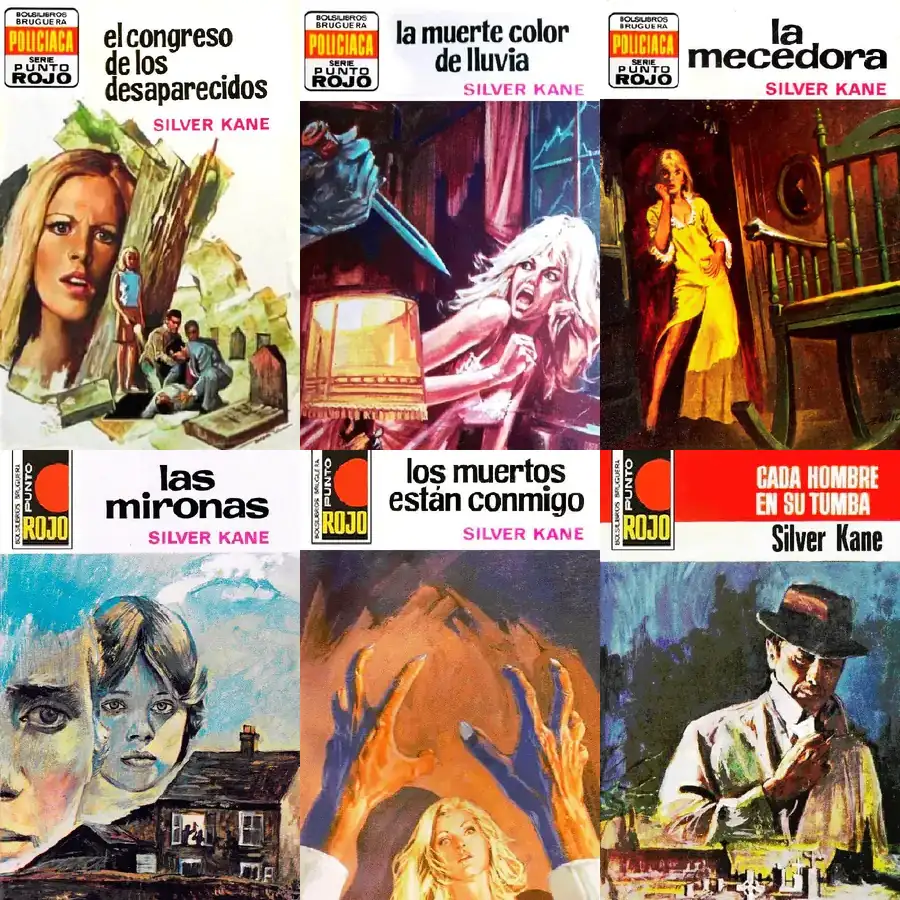 BOLSILIBROS
BRUGUERA
POLICIACA
SERIE
PUNTO
ROJO
el congreso
de los
desaparecidos
SILVER KANE
BOLSILIBROS
BRUGUERA
POLICIACA
SERIE
PUNTO
ROJO
la muerte color
de lluvia
SILVER KANE
BOLSILIBROS
BRUGUERA
POLICIACA
SERIE
PUNTO
ROJO
la
mecedora
SILVER KANE
BOLSILIBROS BRUGUERA
PUNTO
ROJO
las
mironas
SILVER KANE
BOLSILIBROS BRUGUERA
PUNTO
ROJO
los muertos
están conmigo
SILVER KANE
BOLSILIBROS BRUGUERA
PUNTO
ROJO
CADA HOMBRE
EN SU TUMBA
Silver Kane